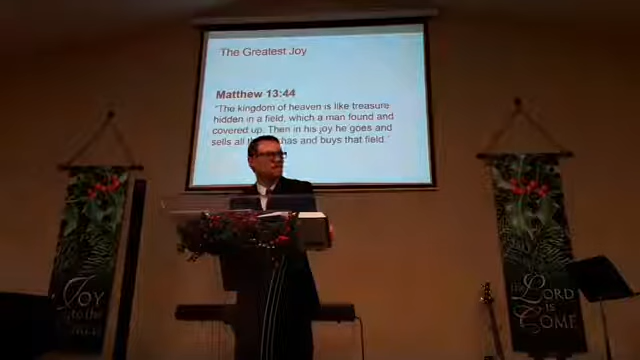 The Greatest Joy
Matthew 13:44
"The kingdom of heaven is like treasure
hidden in a field, which a man found and
covered up. Then in his joy he goes and
sells all has and buys that field.
JOY
to the
LORD
IS
COME